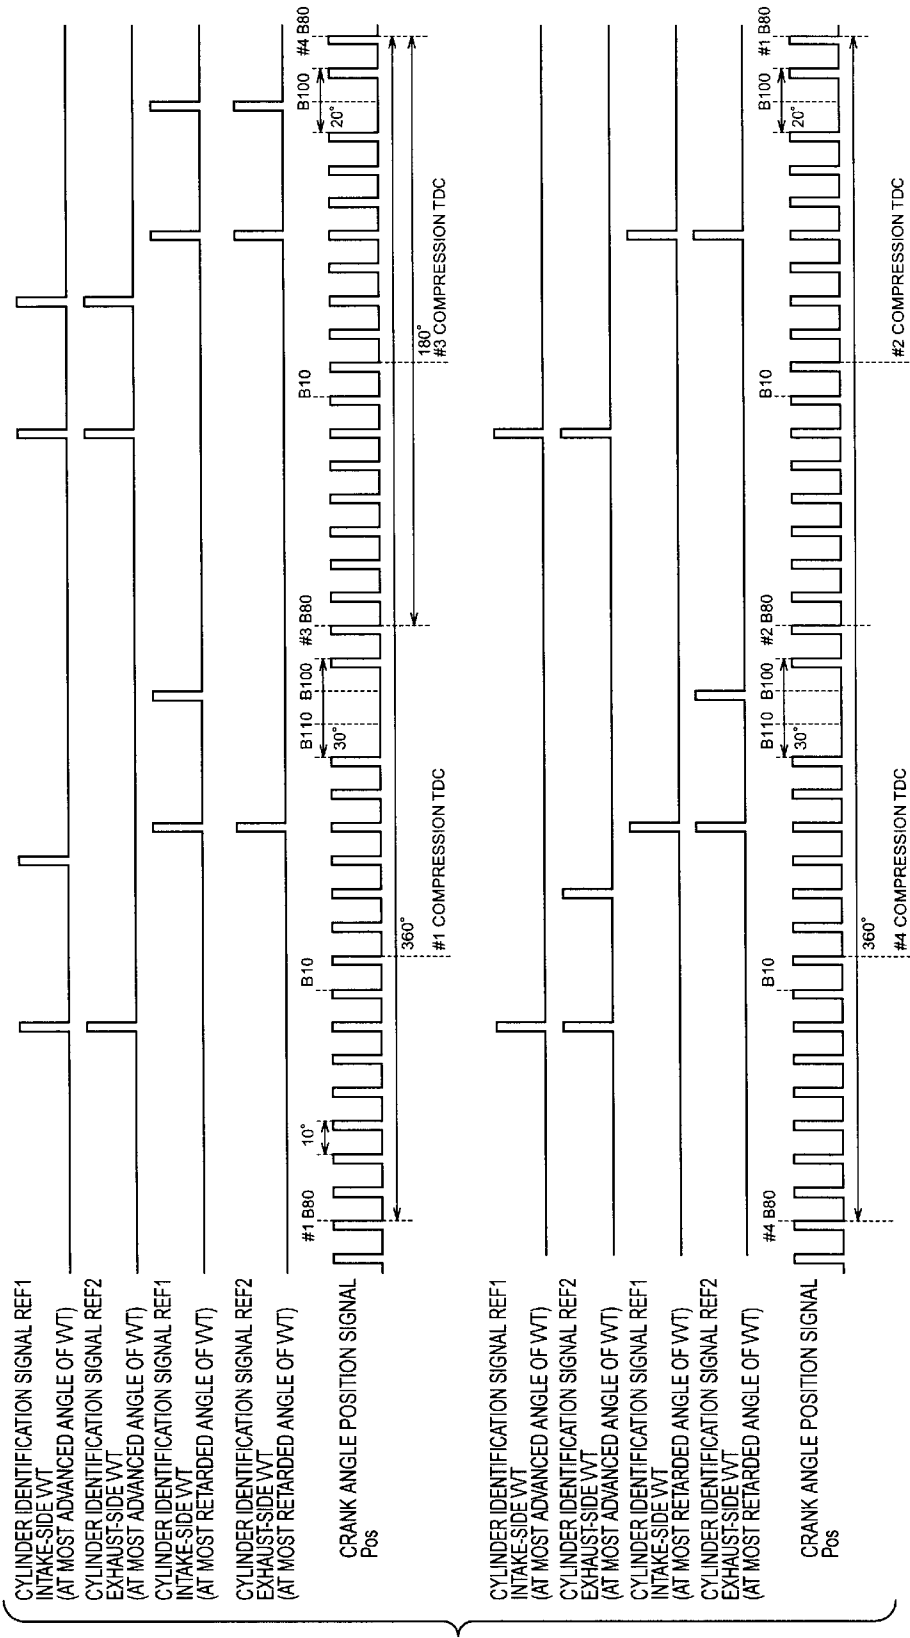 CYLINDER IDENTIFICATION SIGNAL REF1
INTAKE-SIDE VVT
(AT MOST ADVANCED ANGLE OF VVT)
CYLINDER IDENTIFICATION SIGNAL REF2
EXHAUST-SIDE VVT
(AT MOST ADVANCED ANGLE OF VVT)
CYLINDER IDENTIFICATION SIGNAL REF1
INTAKE-SIDE VVT
(AT MOST RETARDED ANGLE OF VVT)
CYLINDER IDENTIFICATION SIGNAL REF2
EXHAUST-SIDE VVT
(AT MOST RETARDED ANGLE OF VVT)
#1 B80
10°
B10
B110
B100
#3 B80
B10
B100
#4 B80
30°
20°
CRANK ANGLE POSITION SIGNAL
Pos
360°
180°
#1 COMPRESSION TDC
#3 COMPRESSION TDC
CYLINDER IDENTIFICATION SIGNAL REF1
INTAKE-SIDE VVT
(AT MOST ADVANCED ANGLE OF VVT)
CYLINDER IDENTIFICATION SIGNAL REF2
EXHAUST-SIDE VVT
(AT MOST ADVANCED ANGLE OF VVT)
CYLINDER IDENTIFICATION SIGNAL REF1
INTAKE-SIDE VVT
(AT MOST RETARDED ANGLE OF VVT)
CYLINDER IDENTIFICATION SIGNAL REF2
EXHAUST-SIDE VVT
(AT MOST RETARDED ANGLE OF VVT)
#4 B80
B10
B110
B100
#2 B80
B10
B100
#1 B80
30°
20°
CRANK ANGLE POSITION SIGNAL
Pos
360°
#4 COMPRESSION TDC
#2 COMPRESSION TDC